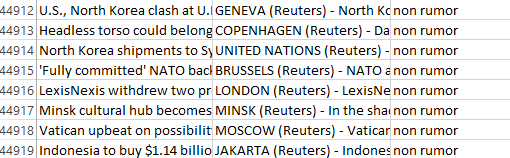 44912 U.S., North Korea clash at U. GENEVA (Reuters) - North Ko non rumor
44913 Headless torso could belong COPENHAGEN (Reuters) - Da non rumor
44914 North Korea shipments to Sy UNITED NATIONS (Reuters) - non rumor
44915 'Fully committed' NATO back BRUSSELS (Reuters) - NATO a non rumor
44916 LexisNexis withdrew two pr LONDON (Reuters) - LexisNe non rumor
44917 Minsk cultural hub becomes MINSK (Reuters) - In the sha non rumor
44918 Vatican upbeat on possibilit MOSCOW (Reuters) - Vatican non rumor
44919 Indonesia to buy $1.14 billio JAKARTA (Reuters) - Indones non rumor